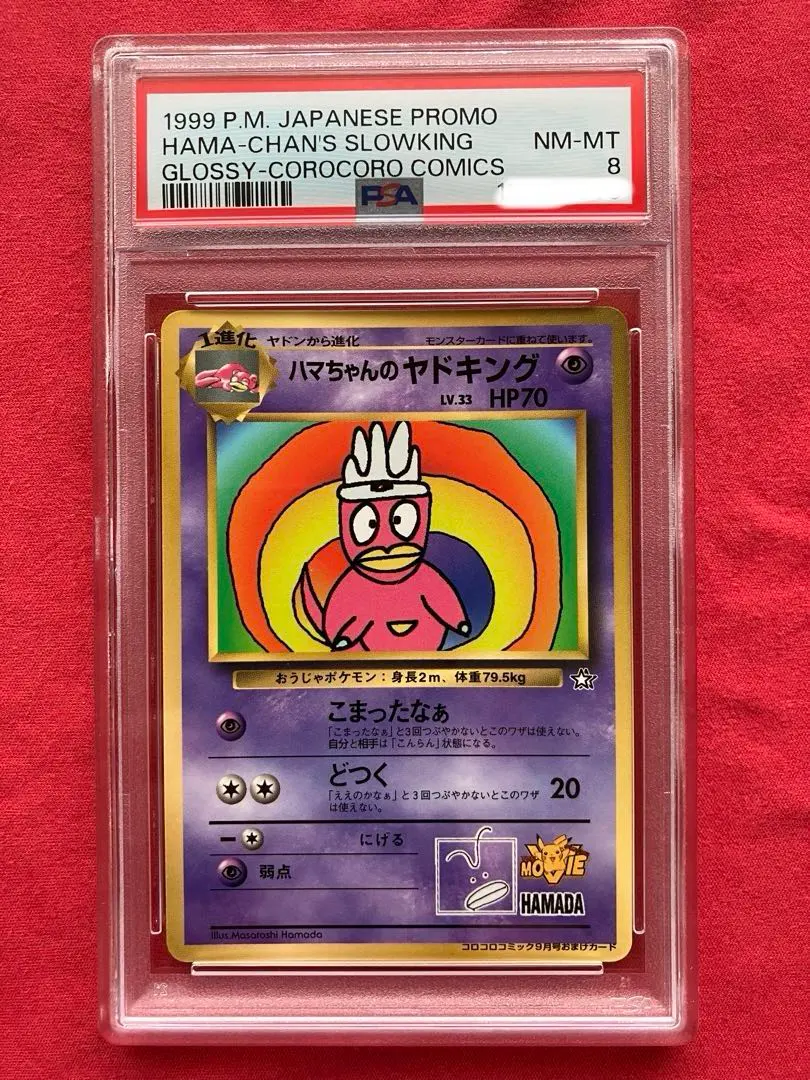 1999 P.M. JAPANESE PROMO
HAMA-CHAN'S SLOWKING NM-MT
GLOSSY-COROCORO COMICS 8
PSA
1進化 ヤドンから進化 モンスターカードに重ねて使います。
ハマちゃんのヤドキング
LV.33 HP70
おうじゃポケモン:身長2m、体重79.5kg
こまったなぁ
「こまったなぁ」と3回つぶやかないとこのワザは使えない。
自分と相手は「こんらん」状態になる。
どつく 20
「ええのかなぁ」と3回つぶやかないとこのワザ
は使えない。
にげる
弱点
MOVIE
HAMADA
Illus.Masatoshi Hamada
コロコロコミック9月号おまけカード